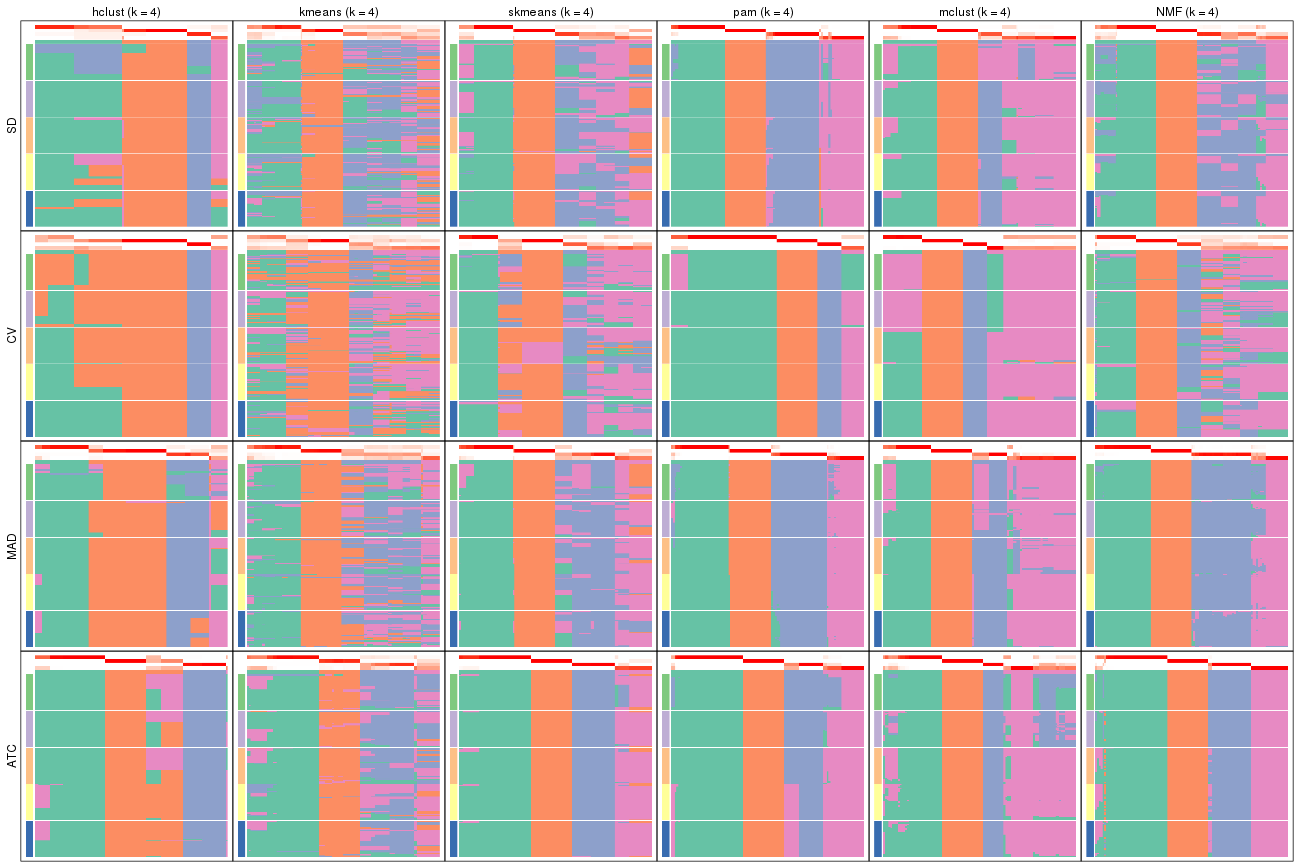 hclust (k = 4) kmeans (k = 4) skmeans (k = 4) pam (k = 4) mclust (k = 4) NMF (k = 4)
SD
CV
MAD
ATC